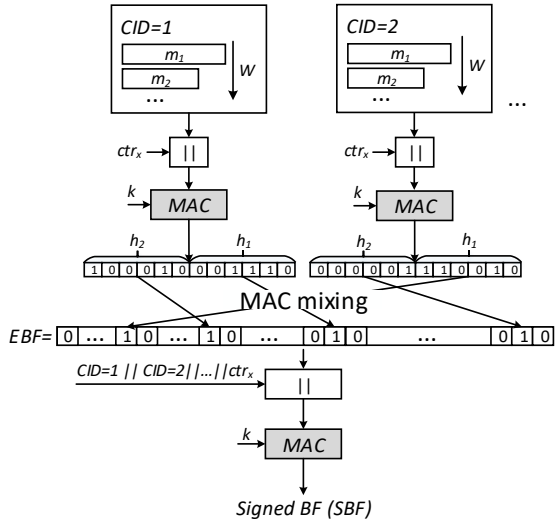 CID=1
m1
m2
...
W
CID=2
m1
m2
...
W
...
ctrx
||
ctrx
||
k
MAC
k
MAC
h2
h1
h2
h1
1 0 0 0 1 0 0 0 1 1 1 0
0 0 0 0 0 1 1 1 0 0 1 0
MAC mixing
EBF= 0 ... 1 0 ... 1 0 ... 0 1 0 ... 0 1 0
CID=1 || CID=2||...||ctrx
||
k
MAC
Signed BF (SBF)